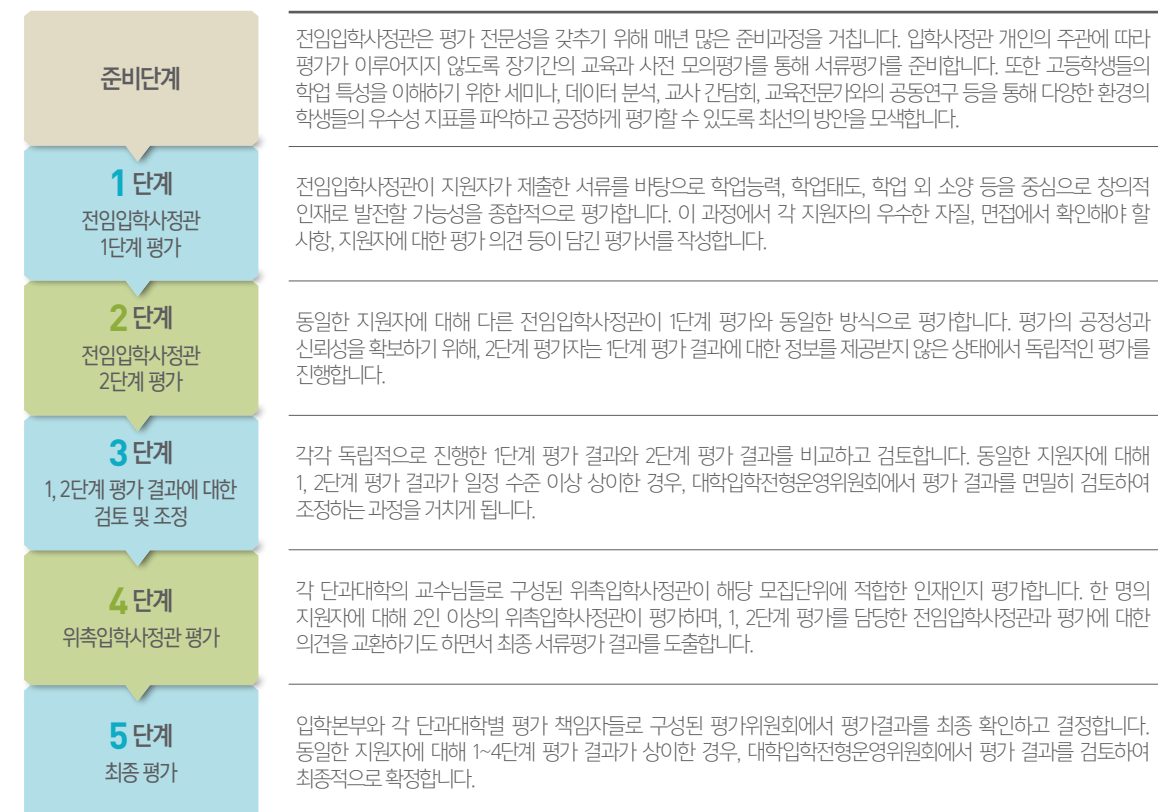 준비단계
전임입학사정관은 평가 전문성을 갖추기 위해 매년 많은 준비과정을 거칩니다. 입학사정관 개인의 주관에 따라
평가가 이루어지지 않도록 장기간의 교육과 사전 모의평가를 통해 서류평가를 준비합니다. 또한 고등학생들의
학업 특성을 이해하기 위한 세미나, 데이터 분석, 교사 간담회, 교육전문가와의 공동연구 등을 통해 다양한 환경의
학생들의 우수성 지표를 파악하고 공정하게 평가할 수 있도록 최선의 방안을 모색합니다.
1 단계
전임입학사정관
1단계 평가
전임입학사정관이 지원자가 제출한 서류를 바탕으로 학업능력, 학업태도, 학업 외 소양 등을 중심으로 창의적
인재로 발전할 가능성을 종합적으로 평가합니다. 이 과정에서 각 지원자의 우수한 자질, 면접에서 확인해야 할
사항, 지원자에 대한 평가 의견 등이 담긴 평가서를 작성합니다.
2 단계
전임입학사정관
2단계 평가
동일한 지원자에 대해 다른 전임입학사정관이 1단계 평가와 동일한 방식으로 평가합니다. 평가의 공정성과
신뢰성을 확보하기 위해, 2단계 평가자는 1단계 평가 결과에 대한 정보를 제공받지 않은 상태에서 독립적인 평가를
진행합니다.
3 단계
1, 2단계 평가 결과에 대한
검토 및 조정
각각 독립적으로 진행한 1단계 평가 결과와 2단계 평가 결과를 비교하고 검토합니다. 동일한 지원자에 대해
1, 2단계 평가 결과가 일정 수준 이상 상이한 경우, 대학입학전형운영위원회에서 평가 결과를 면밀히 검토하여
조정하는 과정을 거치게 됩니다.
4 단계
위촉입학사정관 평가
각 단과대학의 교수님들로 구성된 위촉입학사정관이 해당 모집단위에 적합한 인재인지 평가합니다. 한 명의
지원자에 대해 2인 이상의 위촉입학사정관이 평가하며, 1, 2단계 평가를 담당한 전임입학사정관과 평가에 대한
의견을 교환하기도 하면서 최종 서류평가 결과를 도출합니다.
5 단계
최종 평가
입학본부와 각 단과대학별 평가 책임자들로 구성된 평가위원회에서 평가결과를 최종 확인하고 결정합니다.
동일한 지원자에 대해 1~4단계 평가 결과가 상이한 경우, 대학입학전형운영위원회에서 평가 결과를 검토하여
최종적으로 확정합니다.